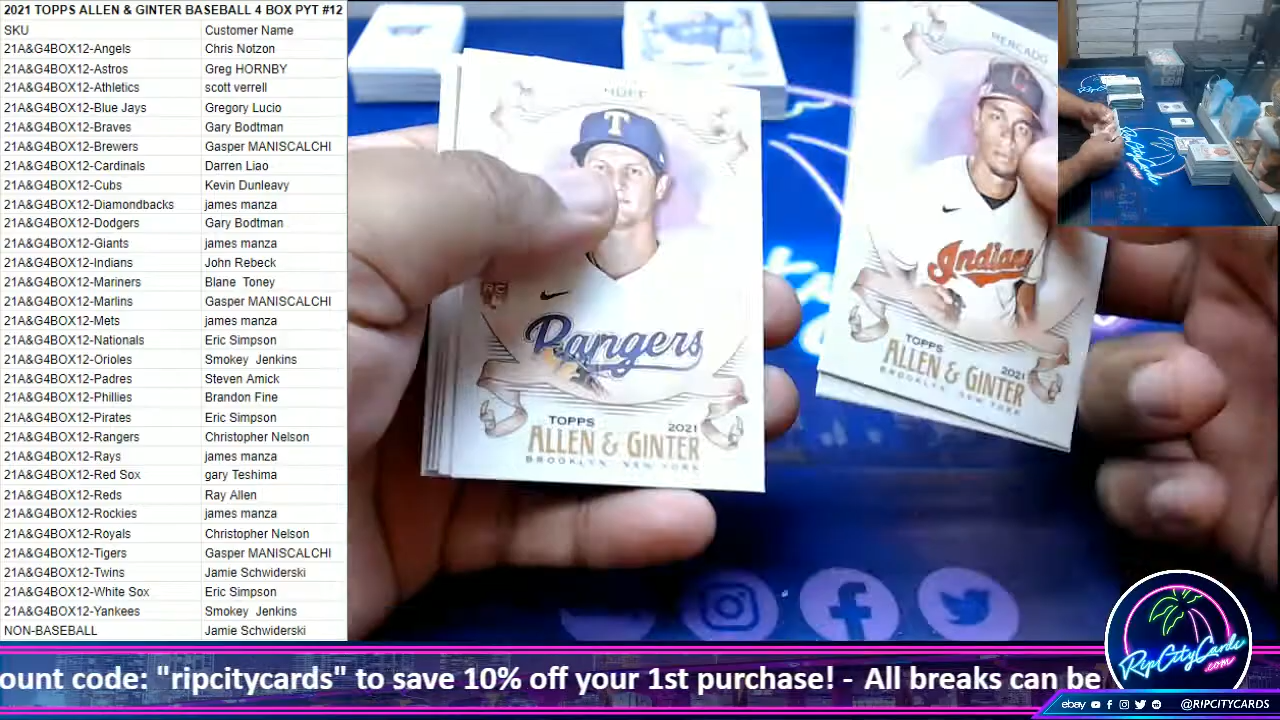 2021 TOPPS ALLEN & GINTER BASEBALL 4 BOX PYT #12
SKU Customer Name
21A&G4BOX12-Angels Chris Notzon
21A&G4BOX12-Astros Greg HORNBY
21A&G4BOX12-Athletics scott verrell
21A&G4BOX12-Blue Jays Gregory Lucio
21A&G4BOX12-Braves Gary Bodtman
21A&G4BOX12-Brewers Gasper MANISCALCHI
21A&G4BOX12-Cardinals Darren Liao
21A&G4BOX12-Cubs Kevin Dunleavy
21A&G4BOX12-Diamondbacks james manza
21A&G4BOX12-Dodgers Gary Bodtman
21A&G4BOX12-Giants james manza
21A&G4BOX12-Indians John Rebeck
21A&G4BOX12-Mariners Blane Toney
21A&G4BOX12-Marlins Gasper MANISCALCHI
21A&G4BOX12-Mets james manza
21A&G4BOX12-Nationals Eric Simpson
21A&G4BOX12-Orioles Smokey Jenkins
21A&G4BOX12-Padres Steven Amick
21A&G4BOX12-Phillies Brandon Fine
21A&G4BOX12-Pirates Eric Simpson
21A&G4BOX12-Rangers Christopher Nelson
21A&G4BOX12-Rays james manza
21A&G4BOX12-Red Sox gary Teshima
21A&G4BOX12-Reds Ray Allen
21A&G4BOX12-Rockies james manza
21A&G4BOX12-Royals Christopher Nelson
21A&G4BOX12-Tigers Gasper MANISCALCHI
21A&G4BOX12-Twins Jamie Schwiderski
21A&G4BOX12-White Sox Eric Simpson
21A&G4BOX12-Yankees Smokey Jenkins
NON-BASEBALL Jamie Schwiderski
T
RC
Rangers
TOPPS 2021
ALLEN & GINTER
BROOKLYN, NEW YORK
MERCADO
C
Indians
TOPPS 2021
ALLEN & GINTER
BROOKLYN, NEW YORK
RipCityCards
.com
ount code: "ripcitycards" to save 10% off your 1st purchase! - All breaks can be
ebay @RIPCITYCARDS